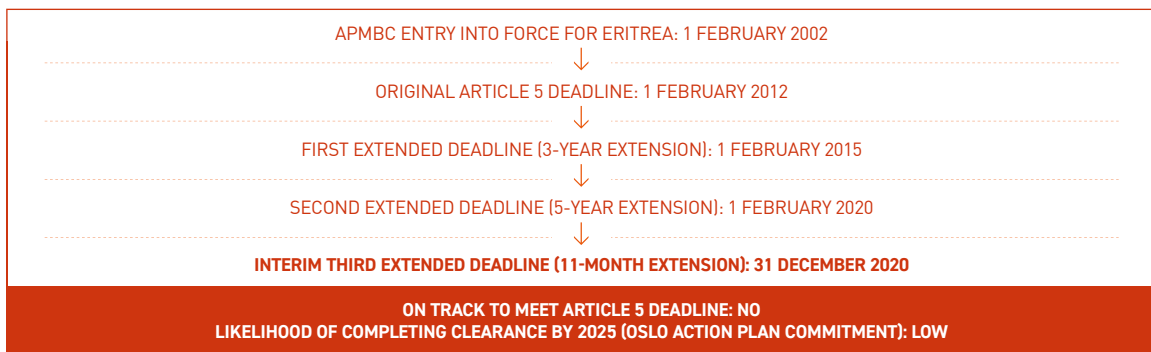 APMBC ENTRY INTO FORCE FOR ERITREA: 1 FEBRUARY 2002
ORIGINAL ARTICLE 5 DEADLINE: 1 FEBRUARY 2012
FIRST EXTENDED DEADLINE (3-YEAR EXTENSION): 1 FEBRUARY 2015
SECOND EXTENDED DEADLINE (5-YEAR EXTENSION): 1 FEBRUARY 2020
INTERIM THIRD EXTENDED DEADLINE (11-MONTH EXTENSION): 31 DECEMBER 2020
ON TRACK TO MEET ARTICLE 5 DEADLINE: NO
LIKELIHOOD OF COMPLETING CLEARANCE BY 2025 (OSLO ACTION PLAN COMMITMENT): LOW